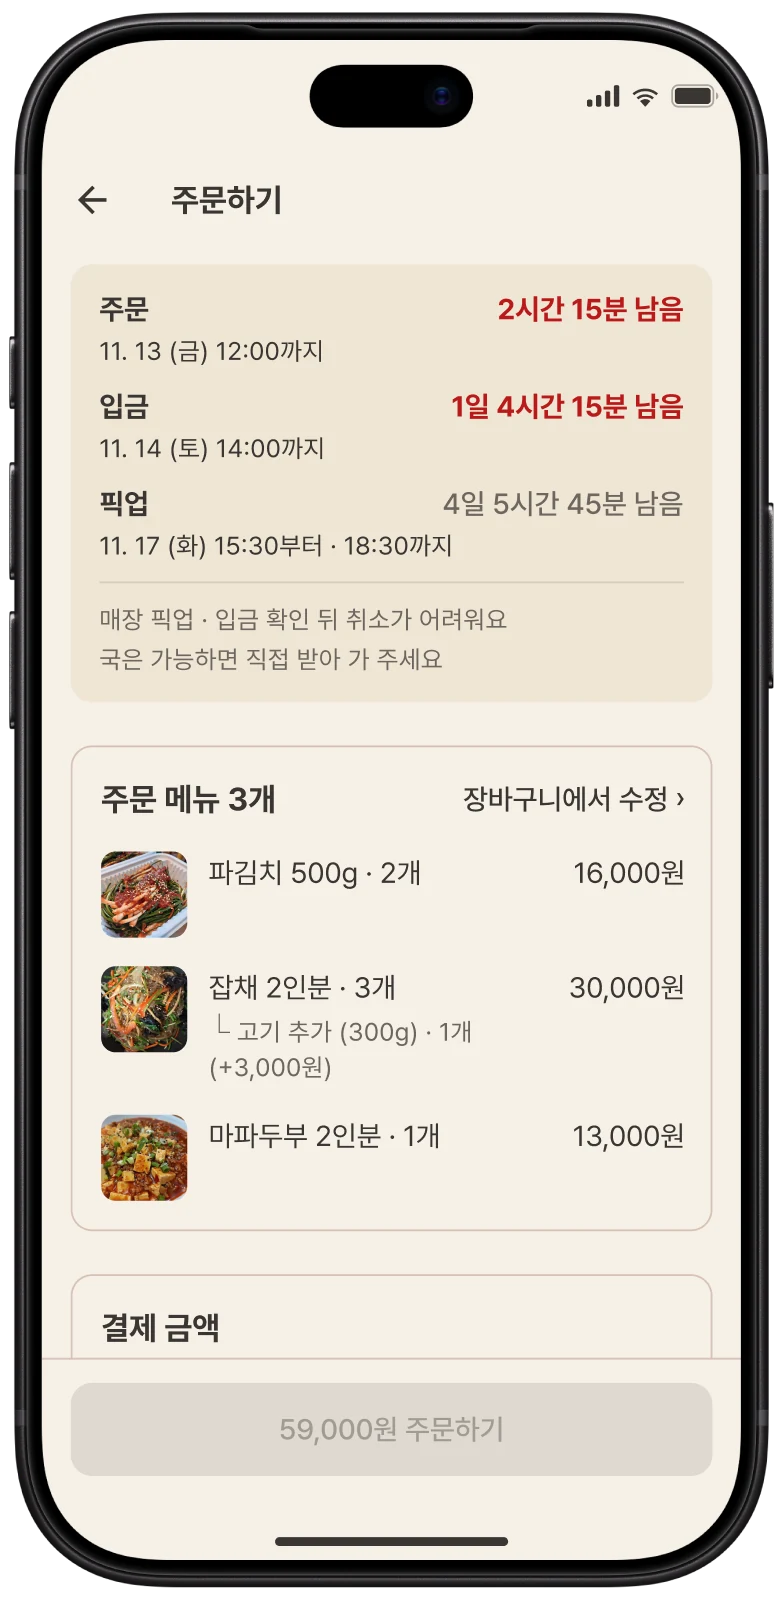 주문하기
주문 2시간 15분 남음
11. 13 (금) 12:00까지
입금 1일 4시간 15분 남음
11. 14 (토) 14:00까지
픽업 4일 5시간 45분 남음
11. 17 (화) 15:30부터 · 18:30까지
매장 픽업 · 입금 확인 뒤 취소가 어려워요
국은 가능하면 직접 받아 가 주세요
주문 메뉴 3개 장바구니에서 수정 ›
파김치 500g · 2개 16,000원
잡채 2인분 · 3개 30,000원
└ 고기 추가 (300g) · 1개
(+3,000원)
마파두부 2인분 · 1개 13,000원
결제 금액
59,000원 주문하기